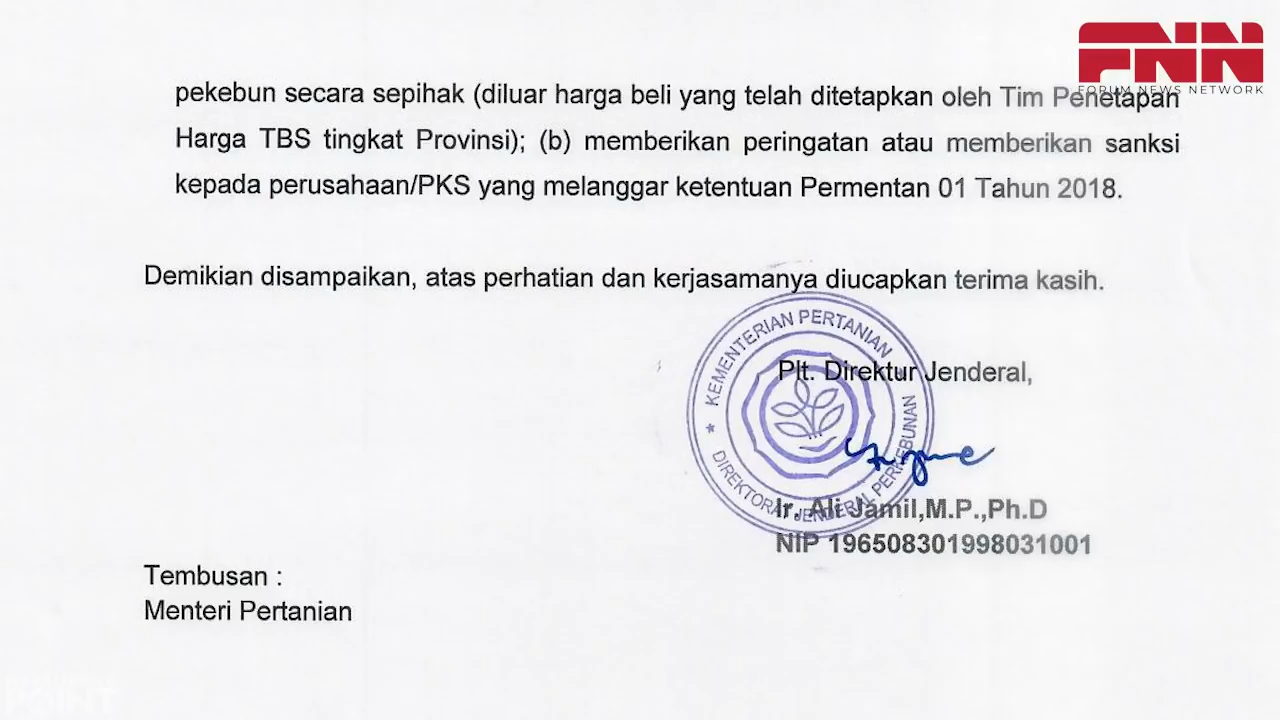 FNN
FORUM NEWS NETWORK
pekebun secara sepihak (diluar harga beli yang telah ditetapkan oleh Tim Penetapan
Harga TBS tingkat Provinsi); (b) memberikan peringatan atau memberikan sanksi
kepada perusahaan/PKS yang melanggar ketentuan Permentan 01 Tahun 2018.
Demikian disampaikan, atas perhatian dan kerjasamanya diucapkan terima kasih.
KEMENTERIAN PERTANIAN
DIREKTORAT JENDERAL PERKEBUNAN
Plt. Direktur Jenderal,
Ir. Ali Jamil,M.P.,Ph.D
NIP 196508301998031001
Tembusan :
Menteri Pertanian